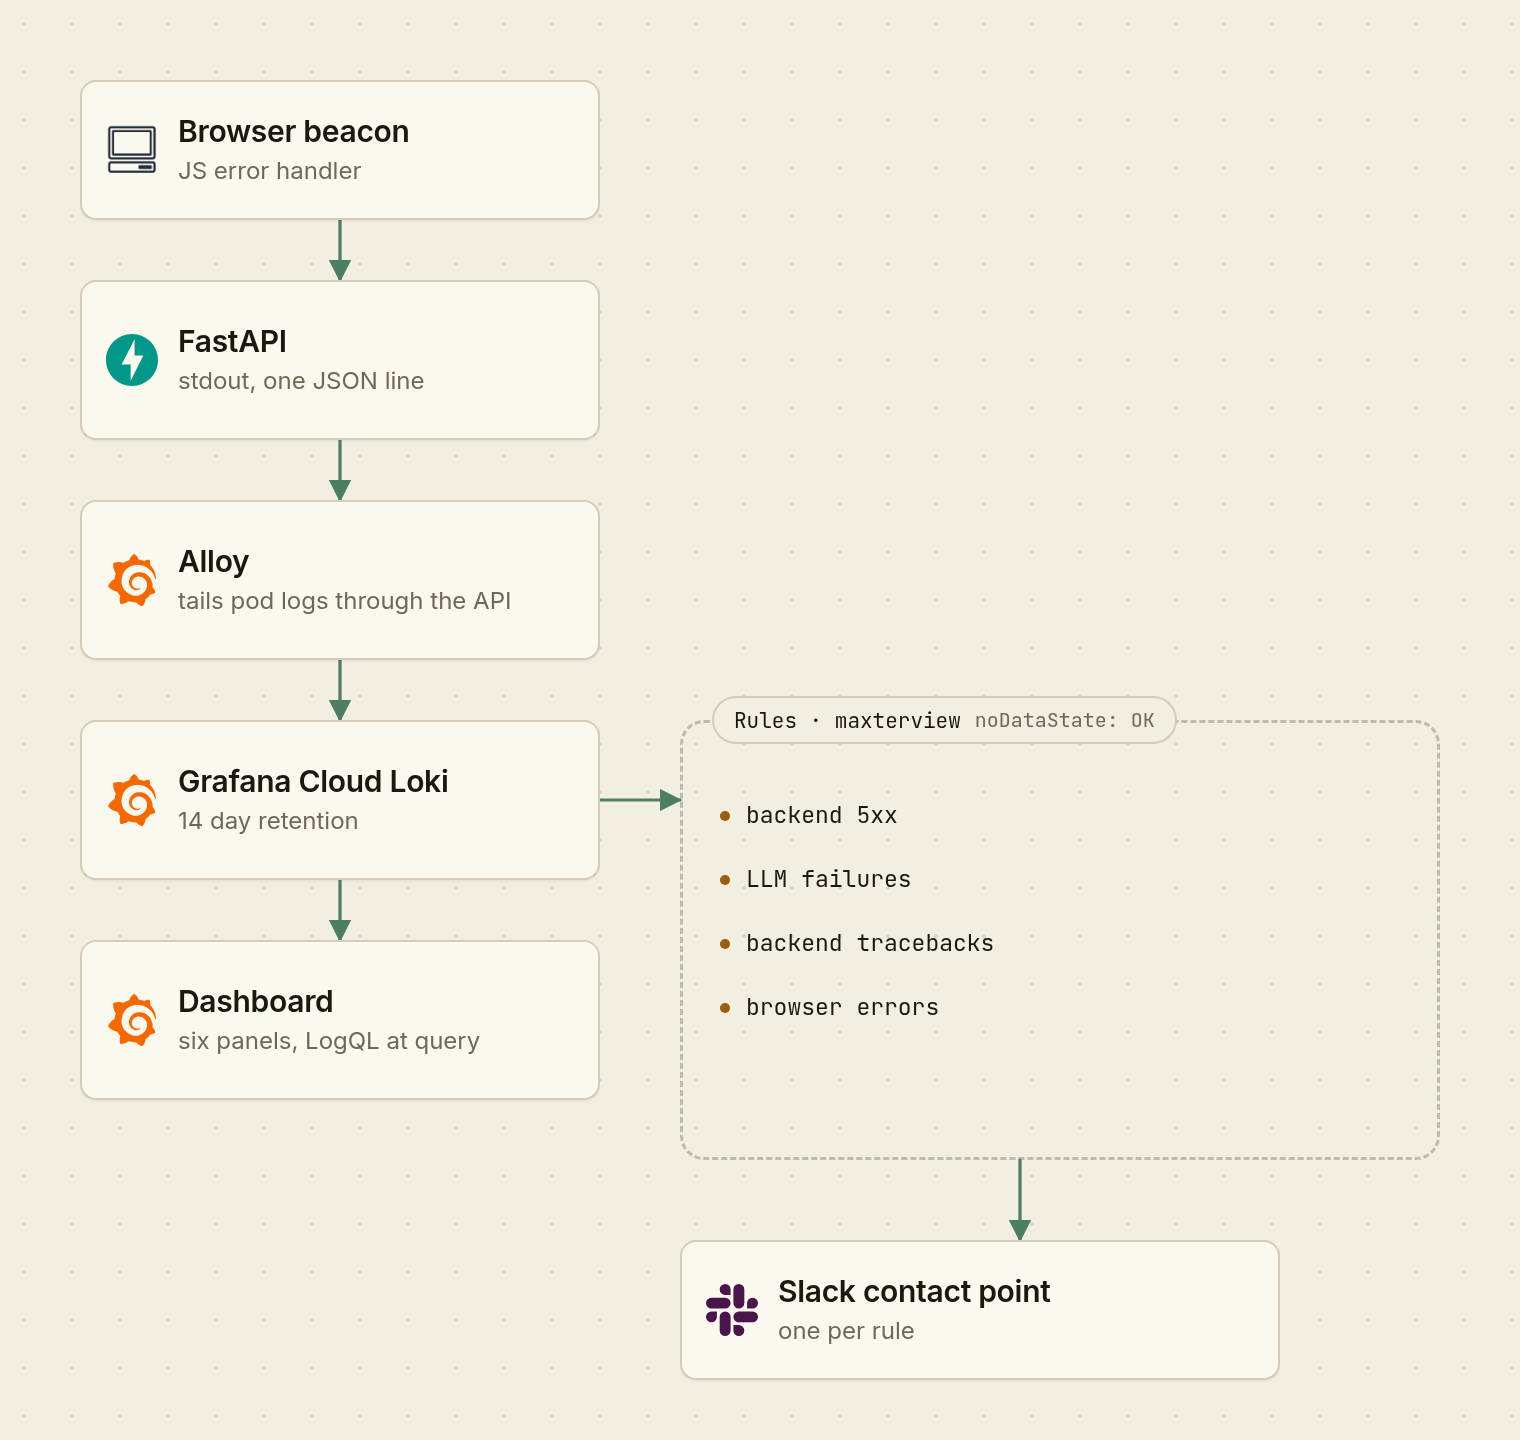 Browser beacon
JS error handler
FastAPI
stdout, one JSON line
Alloy
tails pod logs through the API
Grafana Cloud Loki
14 day retention
Dashboard
six panels, LogQL at query
Rules · maxterview noDataState: OK
backend 5xx
LLM failures
backend tracebacks
browser errors
Slack contact point
one per rule